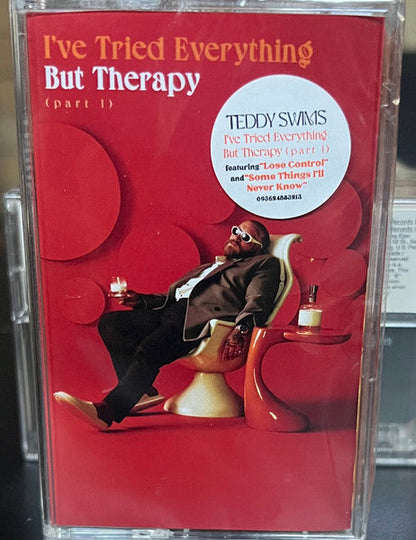 I've Tried Everything
But Therapy
(part 1)
TEDDY SWIMS
I've Tried Everything
But Therapy (part 1)
featuring "Lose Control"
and "Some Things I'll
Never Know"